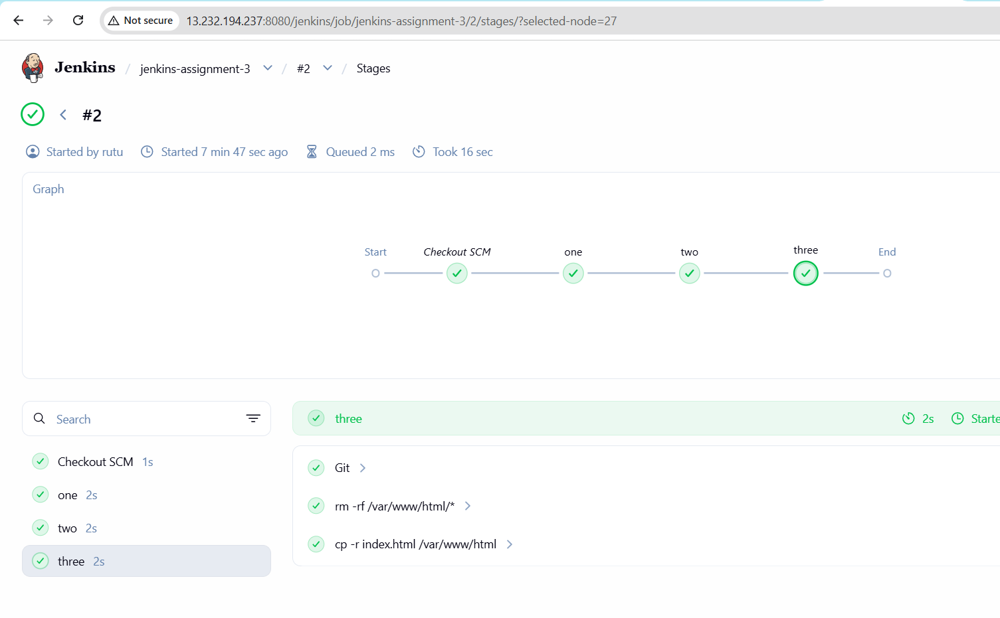 Not secure 13.232.194.237:8080/jenkins/job/jenkins-assignment-3/2/stages/?selected-node=27
Jenkins / jenkins-assignment-3 / #2 / Stages
#2
Started by rutu Started 7 min 47 sec ago Queued 2 ms Took 16 sec
Graph
Start Checkout SCM one two three End
Search
three 2s Starte
Checkout SCM 1s
one 2s
two 2s
three 2s
Git
rm -rf /var/www/html/*
cp -r index.html /var/www/html